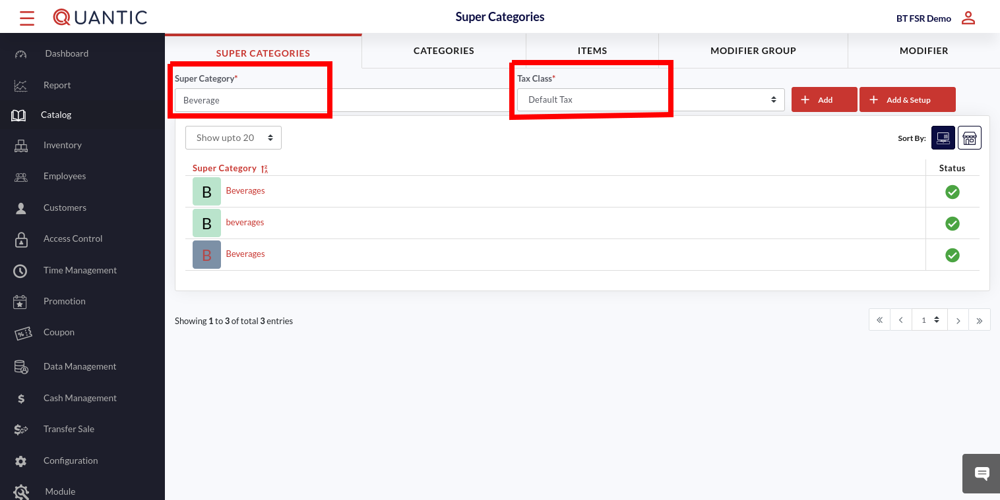 QUANTIC
Super Categories
BT FSR Demo
Dashboard
Report
Catalog
Inventory
Employees
Customers
Access Control
Time Management
Promotion
Coupon
Data Management
Cash Management
Transfer Sale
Configuration
Module
SUPER CATEGORIES
CATEGORIES
ITEMS
MODIFIER GROUP
MODIFIER
Super Category*
Tax Class*
Beverage
Default Tax
+ Add
+ Add & Setup
Show upto 20
Sort By:
Super Category
Status
B Beverages
B beverages
B Beverages
Showing 1 to 3 of total 3 entries
« ‹ 1 › »